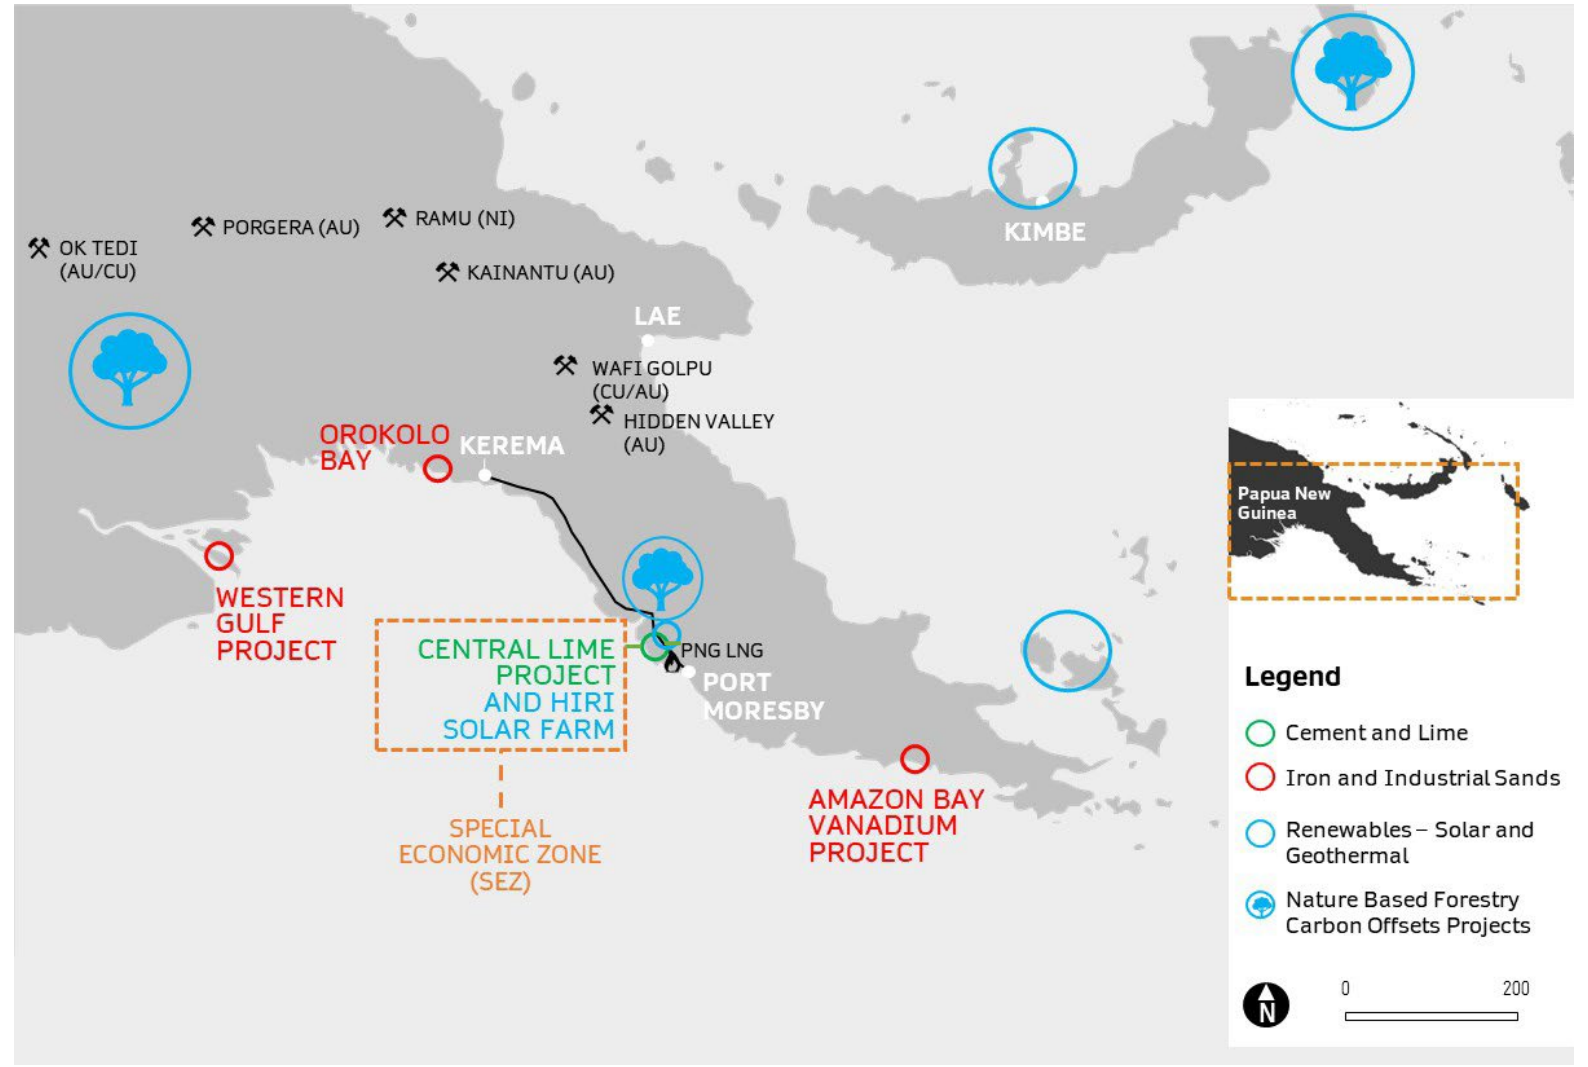 OK TEDI
(AU/CU)
PORGERA (AU)
RAMU (NI)
KAINANTU (AU)
KIMBE
LAE
WAFI GOLPU
(CU/AU)
HIDDEN VALLEY
(AU)
OROKOLO
BAY
KEREMA
WESTERN
GULF
PROJECT
CENTRAL LIME
PROJECT
AND HIRI
SOLAR FARM
PNG LNG
PORT
MORESBY
SPECIAL
ECONOMIC ZONE
(SEZ)
AMAZON BAY
VANADIUM
PROJECT
Papua New
Guinea
Legend
Cement and Lime
Iron and Industrial Sands
Renewables – Solar and
Geothermal
Nature Based Forestry
Carbon Offsets Projects
N
0 200